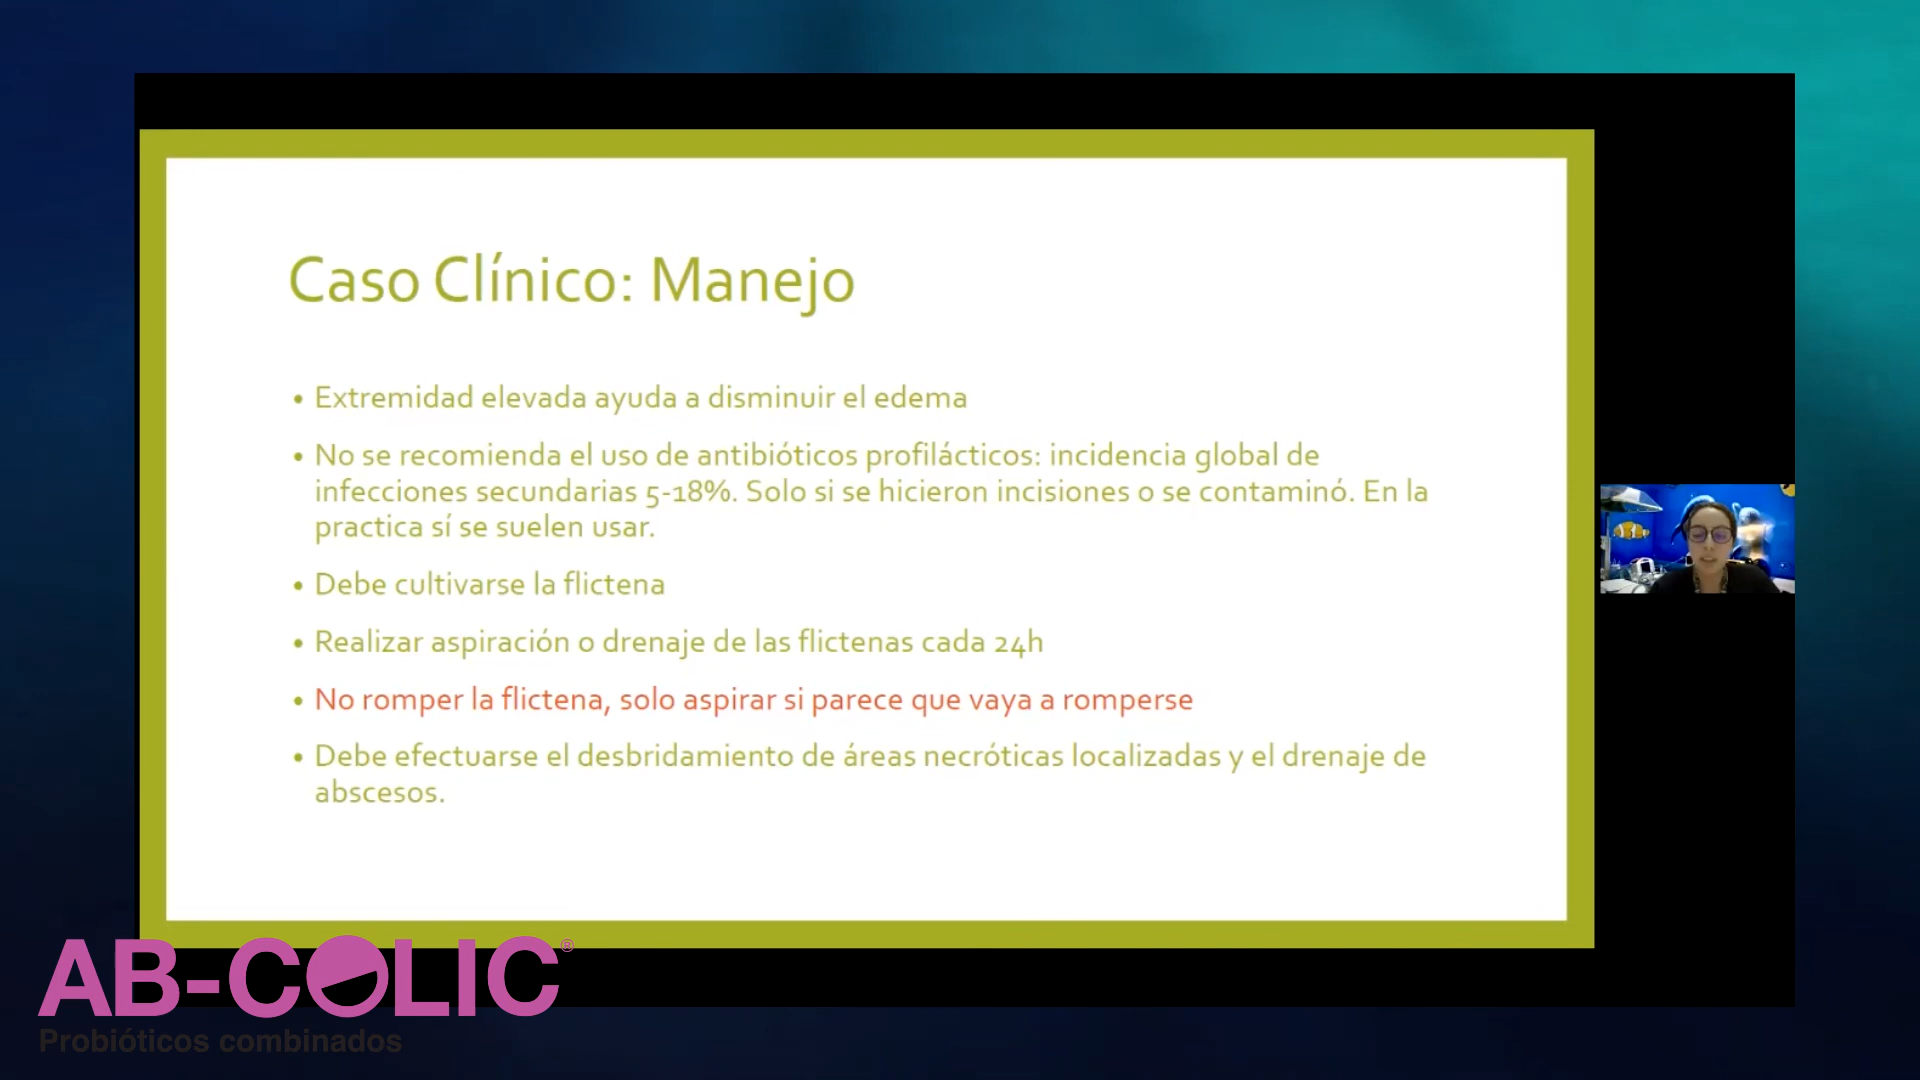 Caso Clínico: Manejo
• Extremidad elevada ayuda a disminuir el edema
• No se recomienda el uso de antibióticos profilácticos: incidencia global de
infecciones secundarias 5-18%. Solo si se hicieron incisiones o se contaminó. En la
practica sí se suelen usar.
• Debe cultivarse la flictena
• Realizar aspiración o drenaje de las flictenas cada 24h
• No romper la flictena, solo aspirar si parece que vaya a romperse
• Debe efectuarse el desbridamiento de áreas necróticas localizadas y el drenaje de
abscesos.
AB-COLIC®
Probióticos combinados